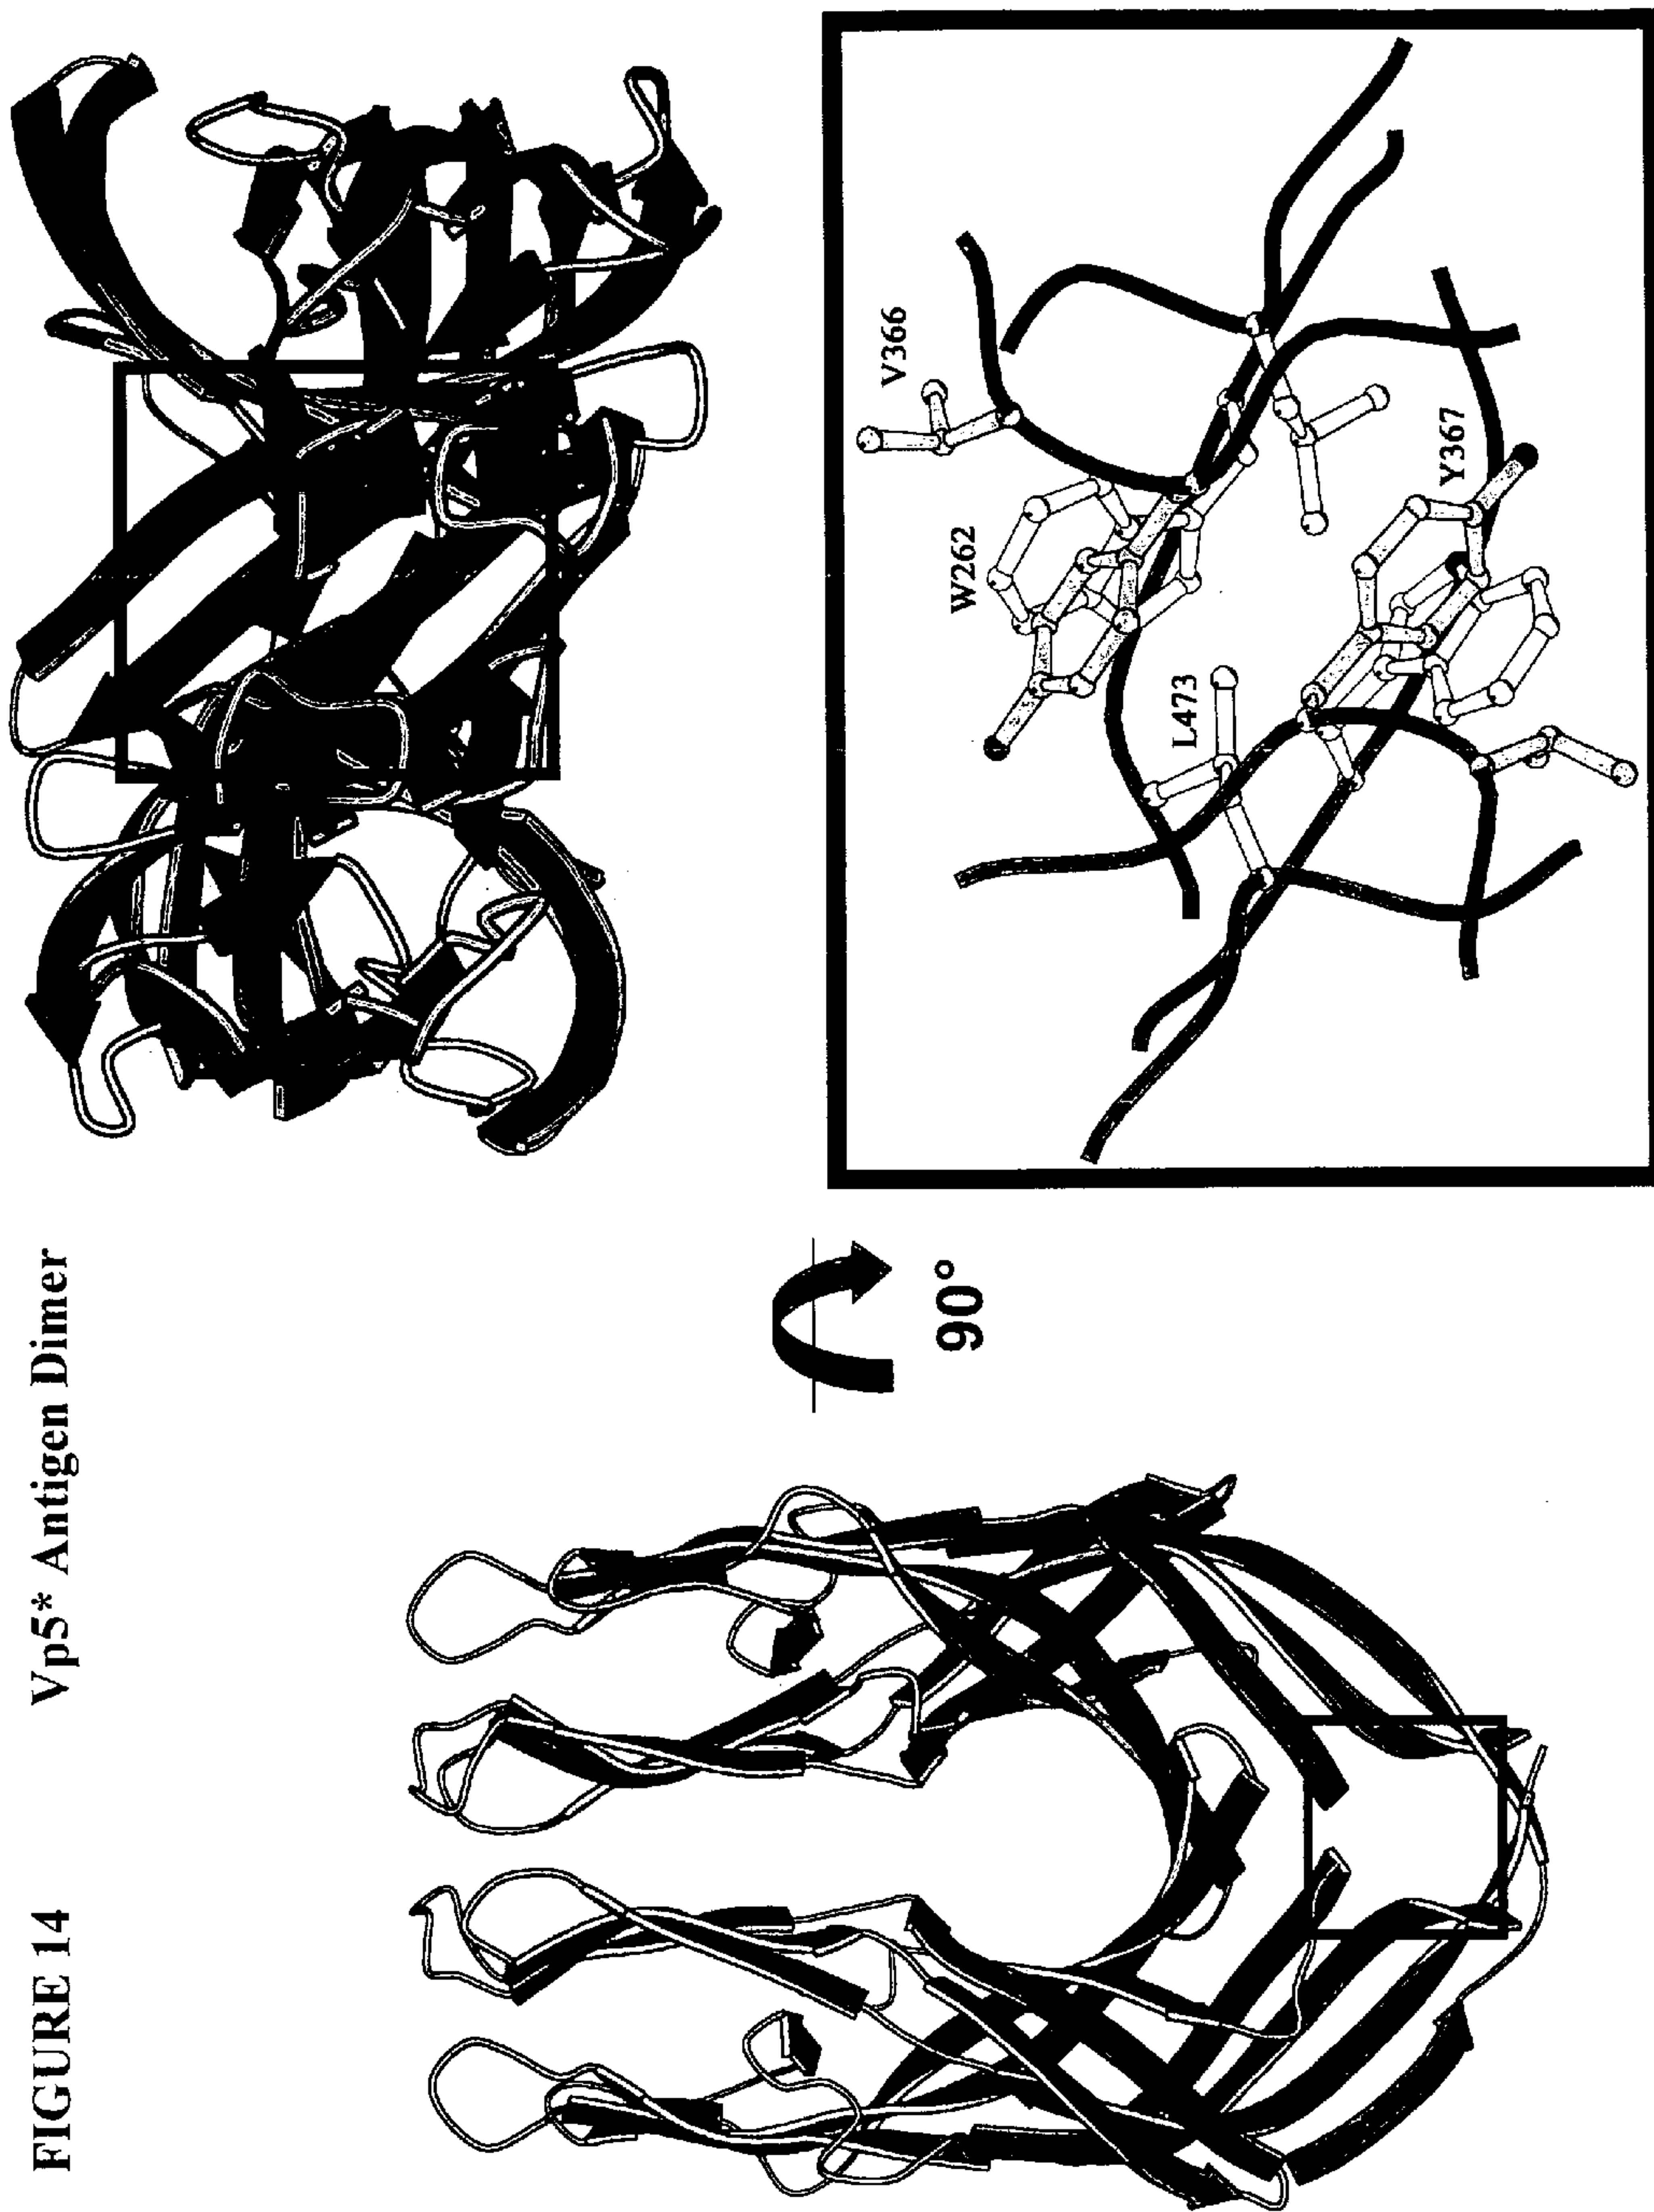 FIGURE 14
Vp5* Antigen Dimer
90°
V366
W262
L473
Y367